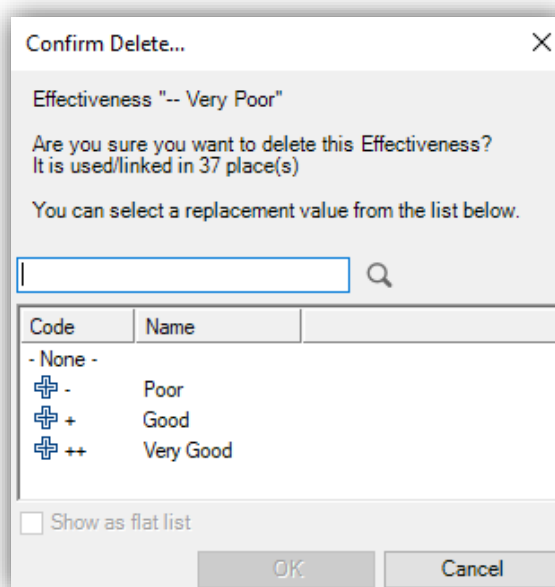 Confirm Delete...
Effectiveness "-- Very Poor"
Are you sure you want to delete this Effectiveness?
It is used/linked in 37 place(s)
You can select a replacement value from the list below.
Code Name
- None -
- Poor
+ Good
++ Very Good
Show as flat list
OK Cancel